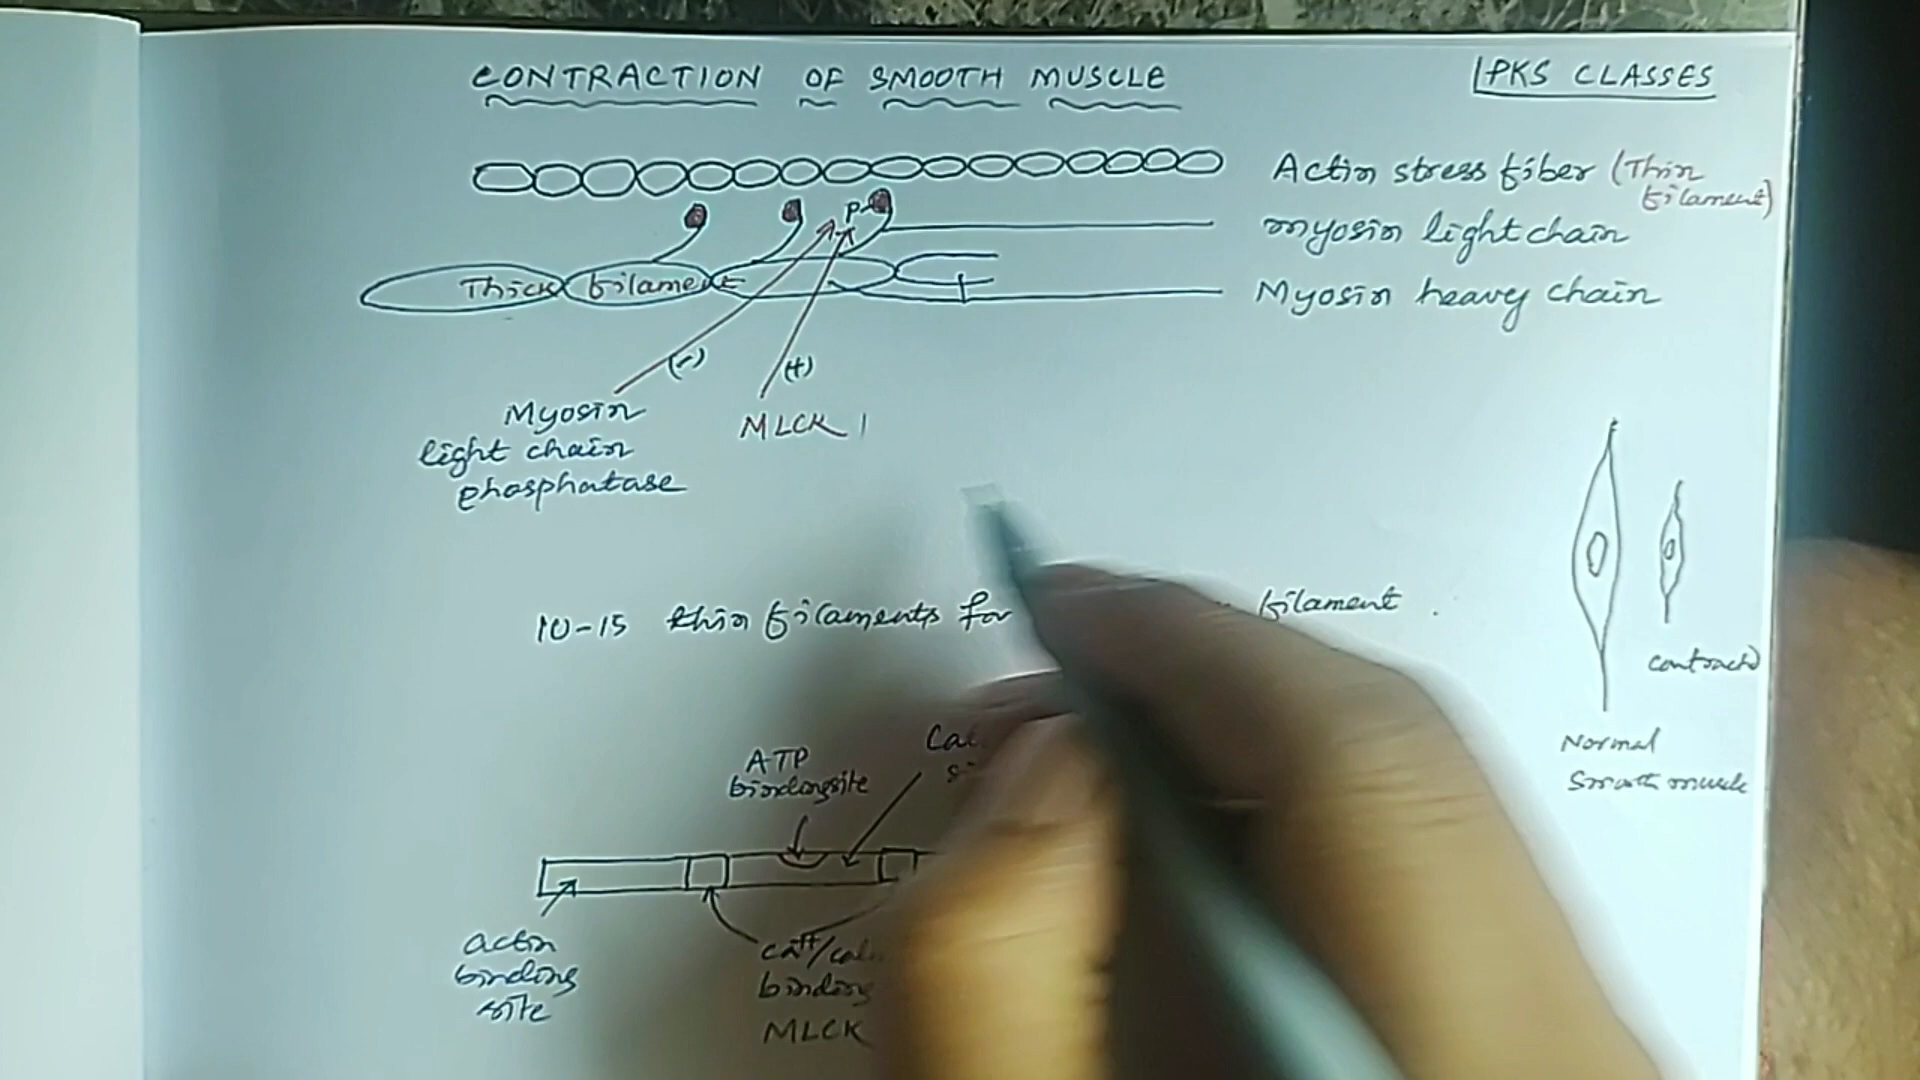 CONTRACTION OF SMOOTH MUSCLE
PKS CLASSES
Actin stress fiber (Thin
filament)
myosin light chain
Thick filament
Myosin heavy chain
P
(-)
(+)
Myosin
light chain
phosphatase
MLCK
10-15 thin filaments for
filament .
contracted
Normal
Smooth muscle
ATP
binding site
Cal
si
actin
binding
site
Ca++/cal
binding
MLCK